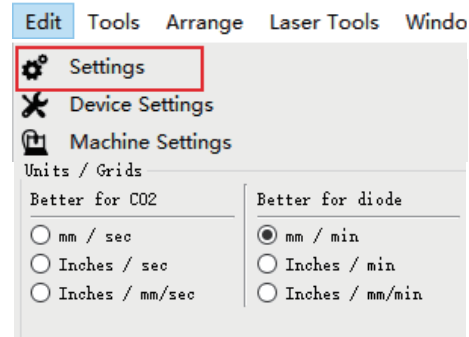 Edit Tools Arrange Laser Tools Windo
Settings
Device Settings
Machine Settings
Units / Grids
Better for CO2 Better for diode
mm / sec mm / min
Inches / sec Inches / min
Inches / mm/sec Inches / mm/min